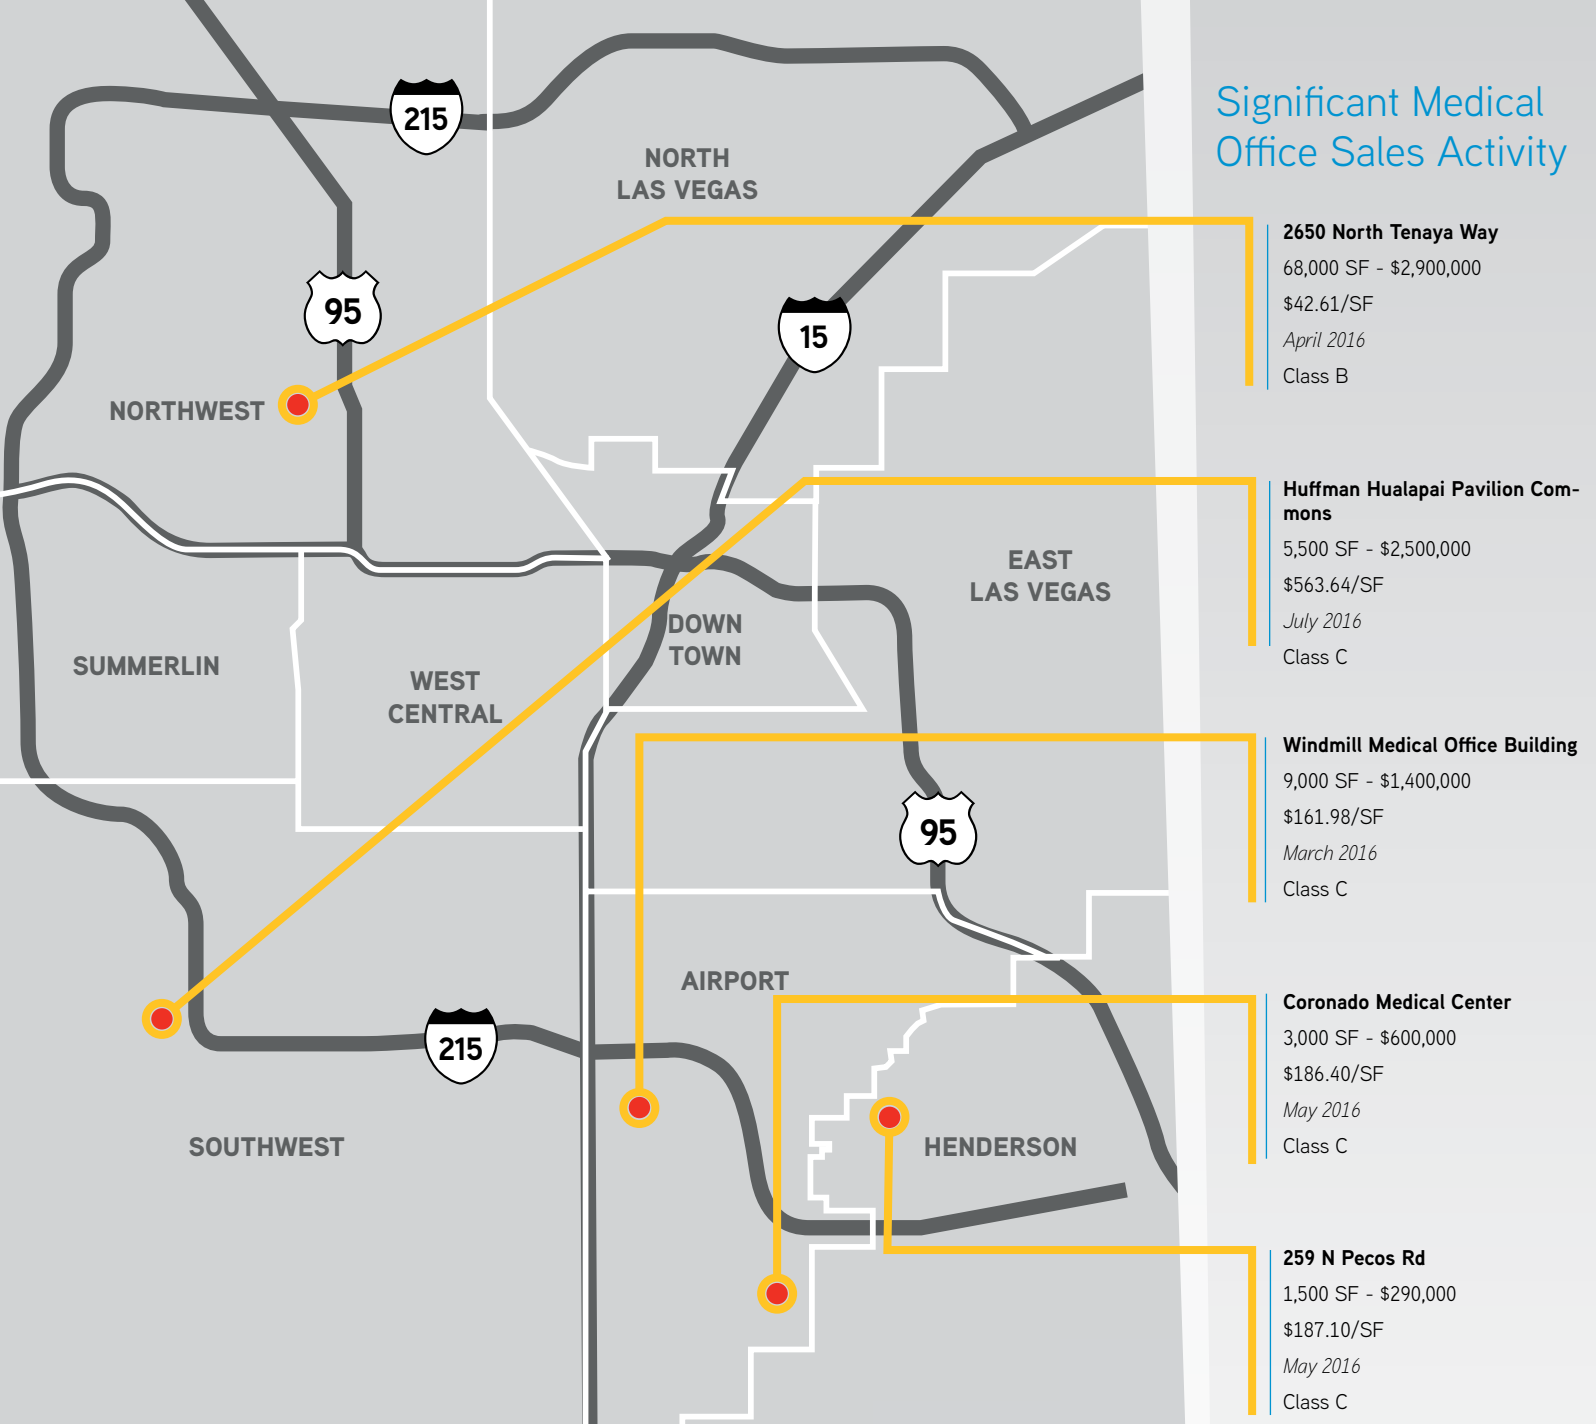 Significant Medical
Office Sales Activity
215
NORTH
LAS VEGAS
2650 North Tenaya Way
68,000 SF - $2,900,000
$42.61/SF
April 2016
Class B
95
15
NORTHWEST
Huffman Hualapai Pavilion Com-
mons
5,500 SF - $2,500,000
$563.64/SF
July 2016
Class C
EAST
LAS VEGAS
DOWN
TOWN
SUMMERLIN
WEST
CENTRAL
Windmill Medical Office Building
9,000 SF - $1,400,000
$161.98/SF
March 2016
Class C
95
AIRPORT
Coronado Medical Center
3,000 SF - $600,000
$186.40/SF
May 2016
Class C
215
SOUTHWEST
HENDERSON
259 N Pecos Rd
1,500 SF - $290,000
$187.10/SF
May 2016
Class C